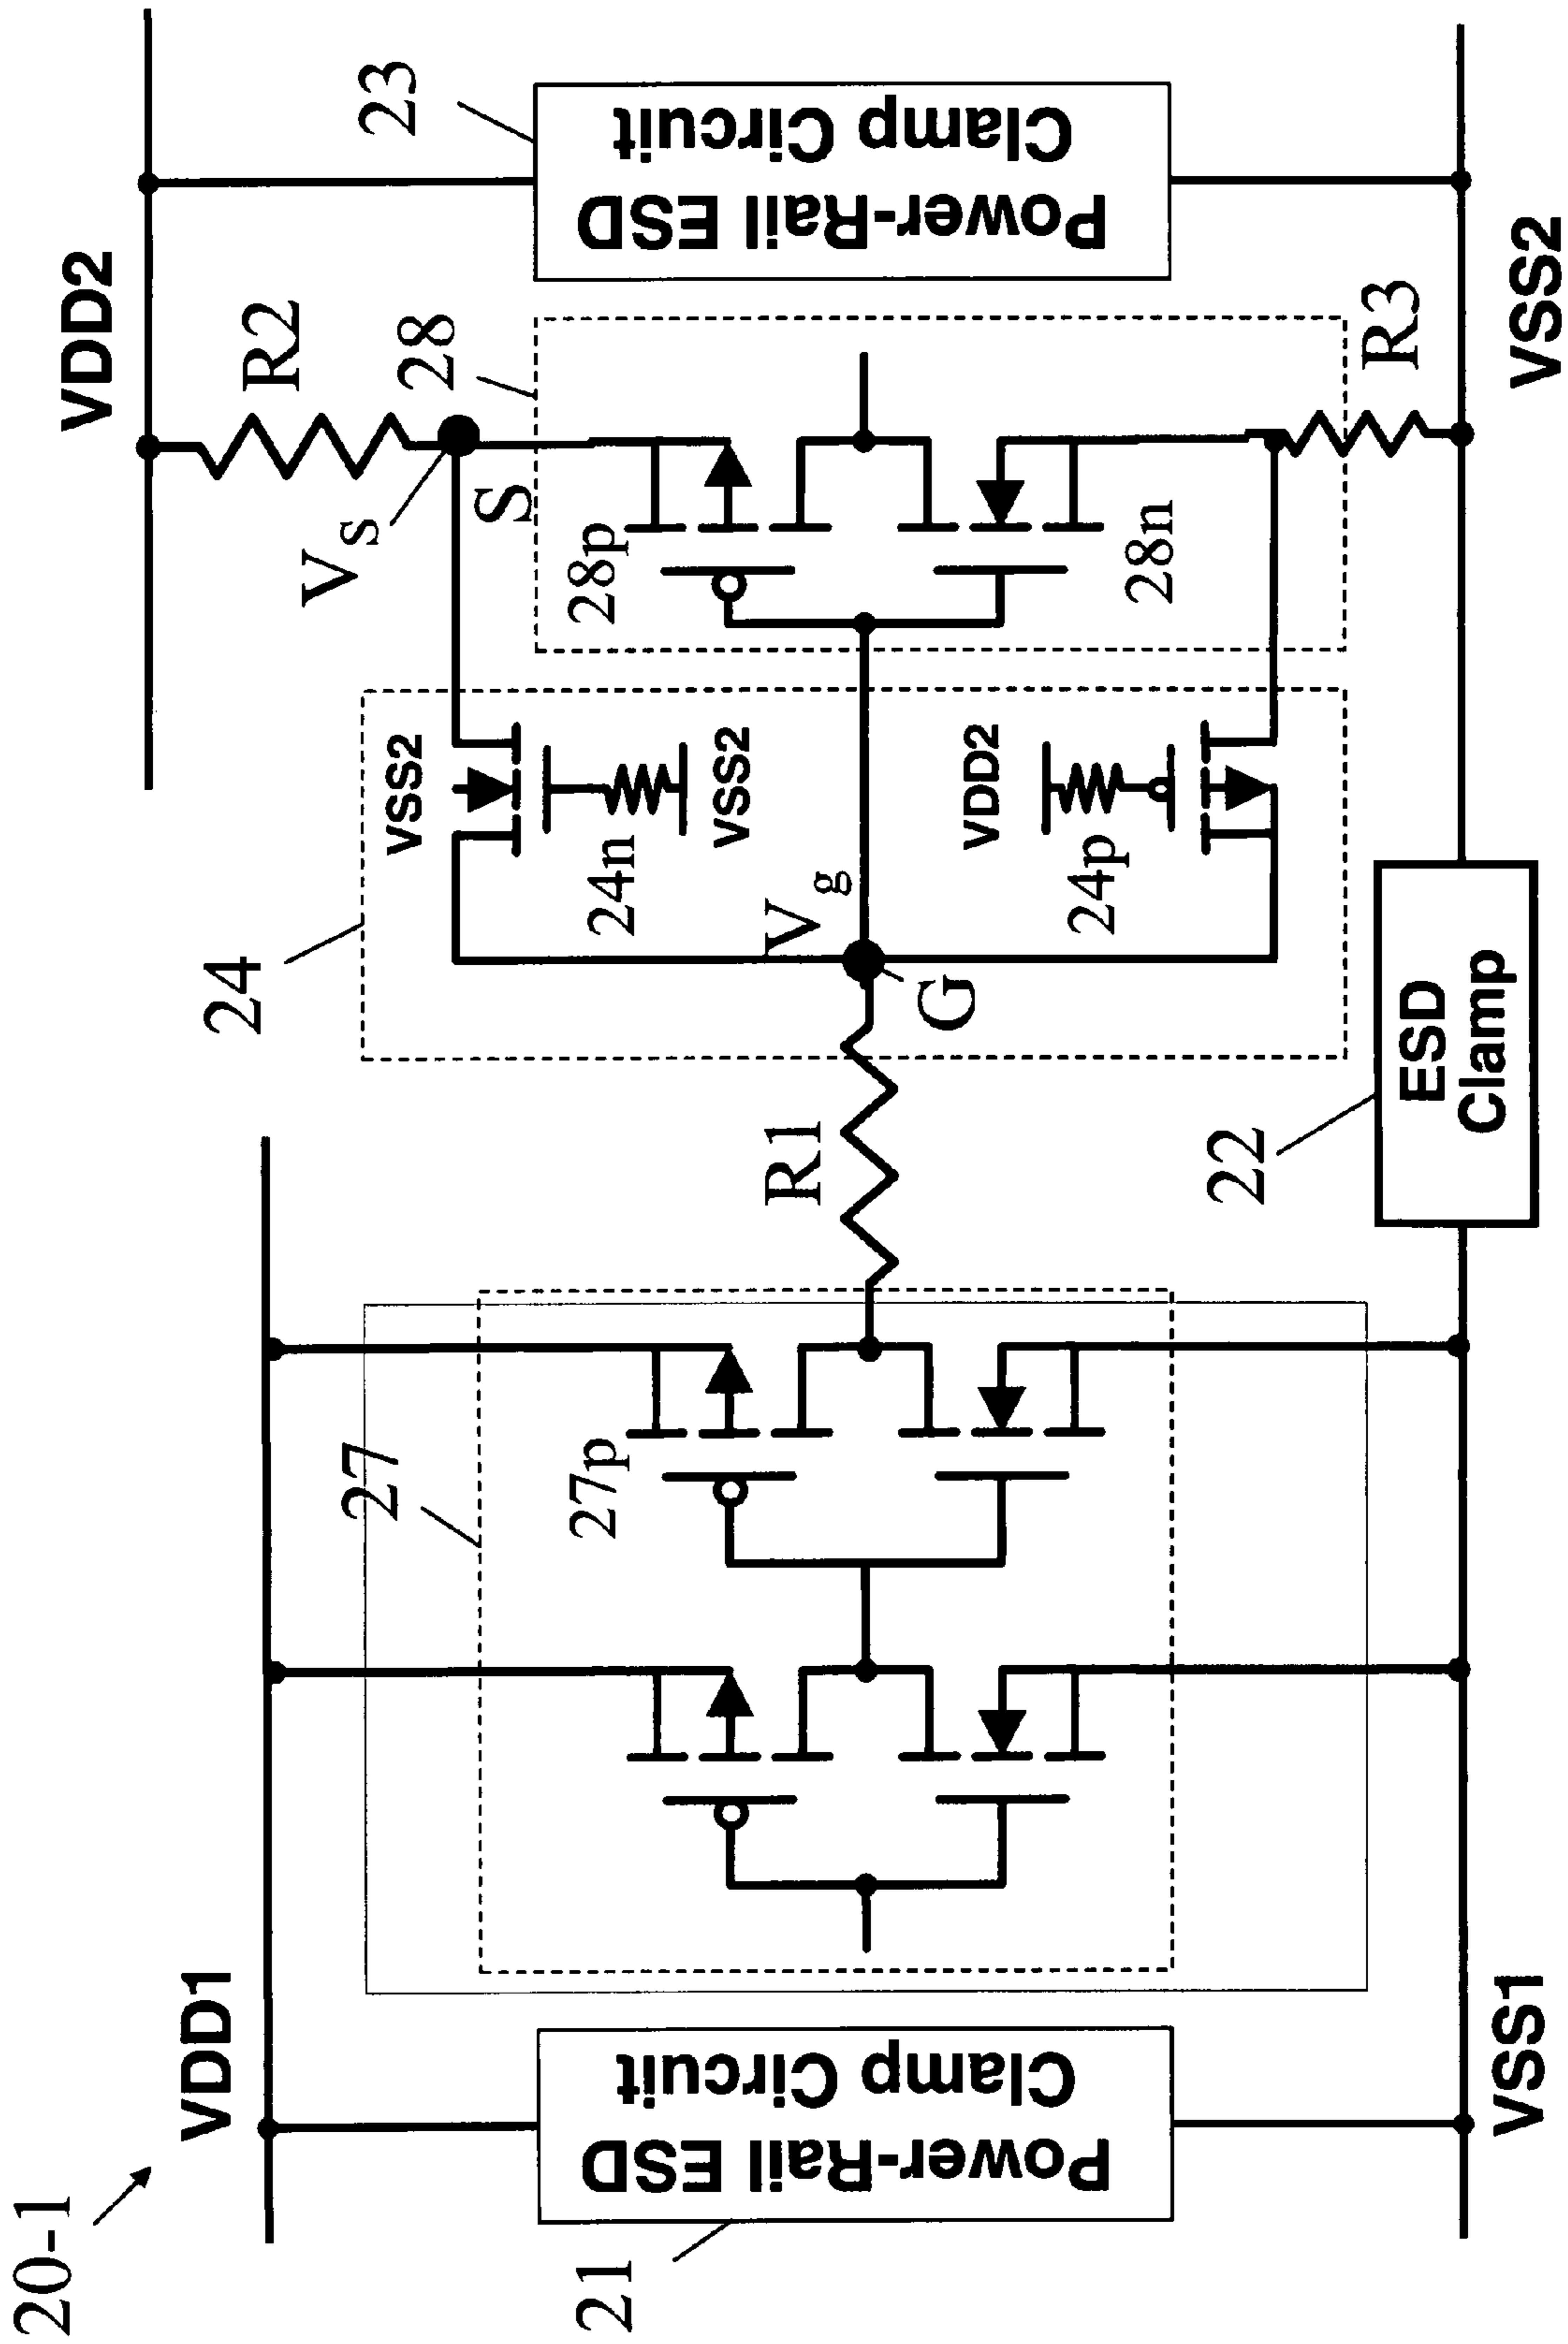 20-1
VDD1
VDD2
21
Power-Rail ESD
Clamp Circuit
27
27p
R1
24
V g
G
24n
VSS2
VSS2
24p
VDD2
V s
S
R2
28
28p
28n
R3
23
Power-Rail ESD
Clamp Circuit
22
ESD
Clamp
VSS1
VSS2